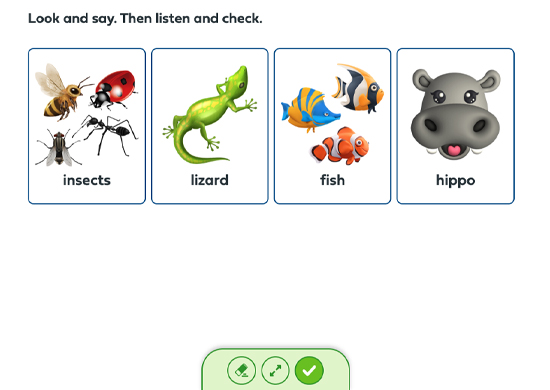 Look and say. Then listen and check.
insects
lizard
fish
hippo